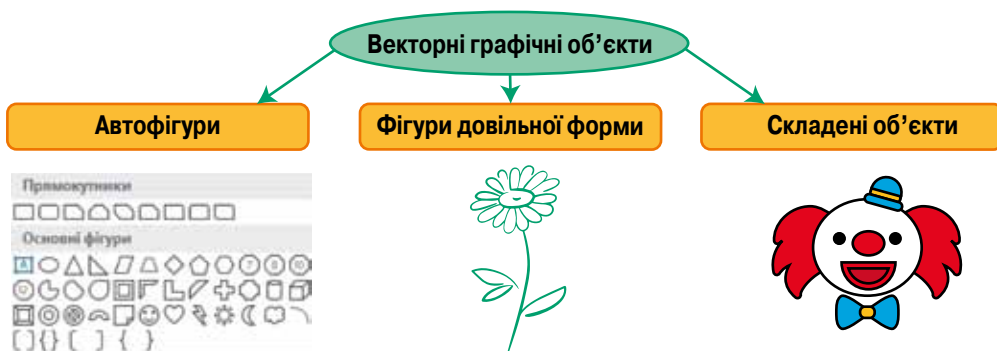 Векторні графічні об’єкти
Автофігури
Фігури довільної форми
Складені об’єкти
Прямокутники
Основні фігури